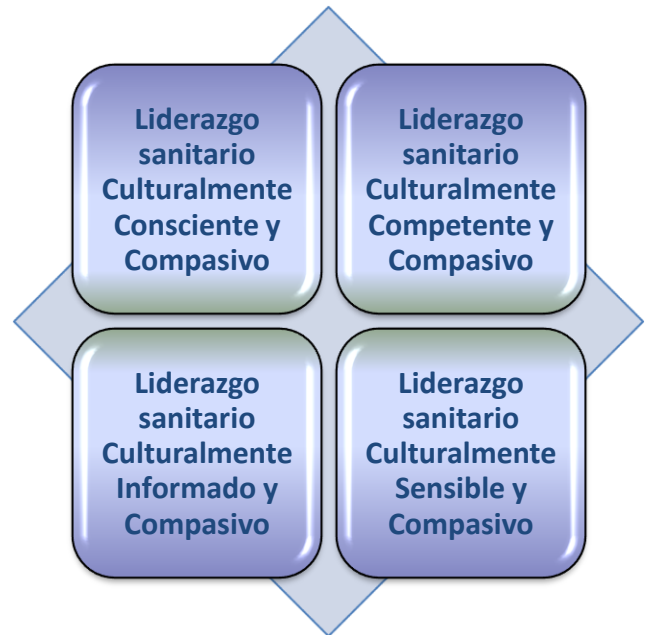 Liderazgo
sanitario
Culturalmente
Consciente y
Compasivo
Liderazgo
sanitario
Culturalmente
Competente y
Compasivo
Liderazgo
sanitario
Culturalmente
Informado y
Compasivo
Liderazgo
sanitario
Culturalmente
Sensible y
Compasivo